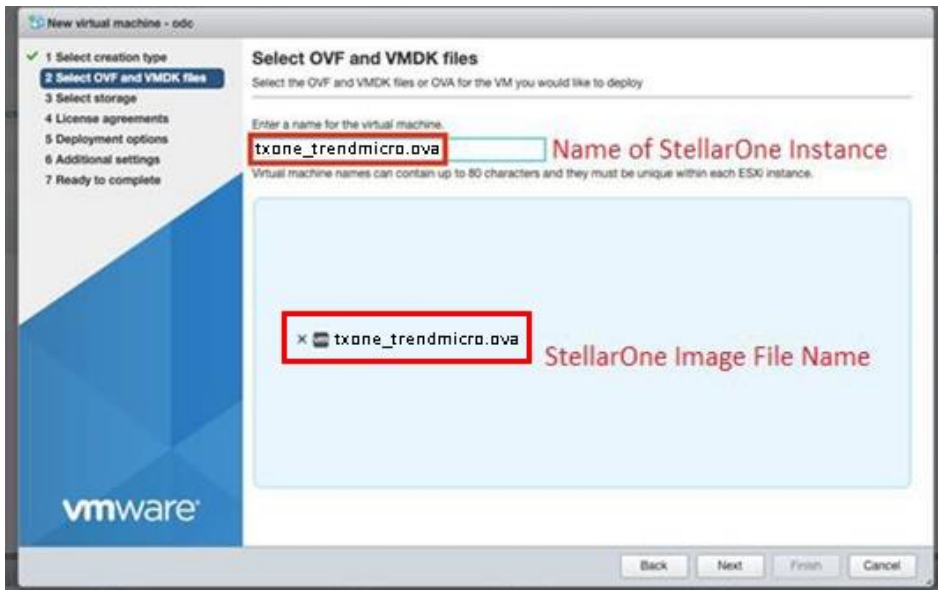 New virtual machine - odc
1 Select creation type
2 Select OVF and VMDK files
3 Select storage
4 License agreements
5 Deployment options
6 Additional settings
7 Ready to complete
Select OVF and VMDK files
Select the OVF and VMDK files or OVA for the VM you would like to deploy
Enter a name for the virtual machine.
txone_trendmicro.ova
Name of StellarOne Instance
Virtual machine names can contain up to 80 characters and they must be unique within each ESXi instance.
txone_trendmicro.ova
StellarOne Image File Name
vmware
Back Next Finish Cancel